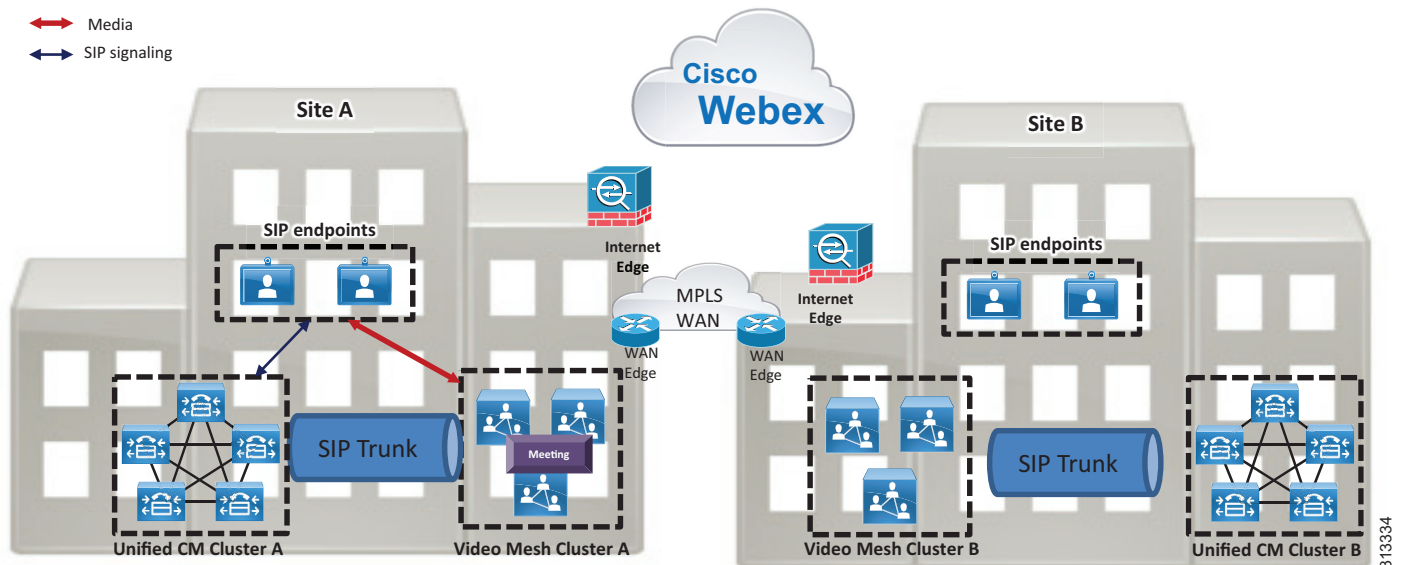 Media
SIP signaling
Cisco
Webex
Site A
Site B
SIP endpoints
SIP endpoints
Internet
Edge
Internet
Edge
MPLS
WAN
WAN
Edge
WAN
Edge
SIP Trunk
Meeting
SIP Trunk
Unified CM Cluster A
Video Mesh Cluster A
Video Mesh Cluster B
Unified CM Cluster B
313334